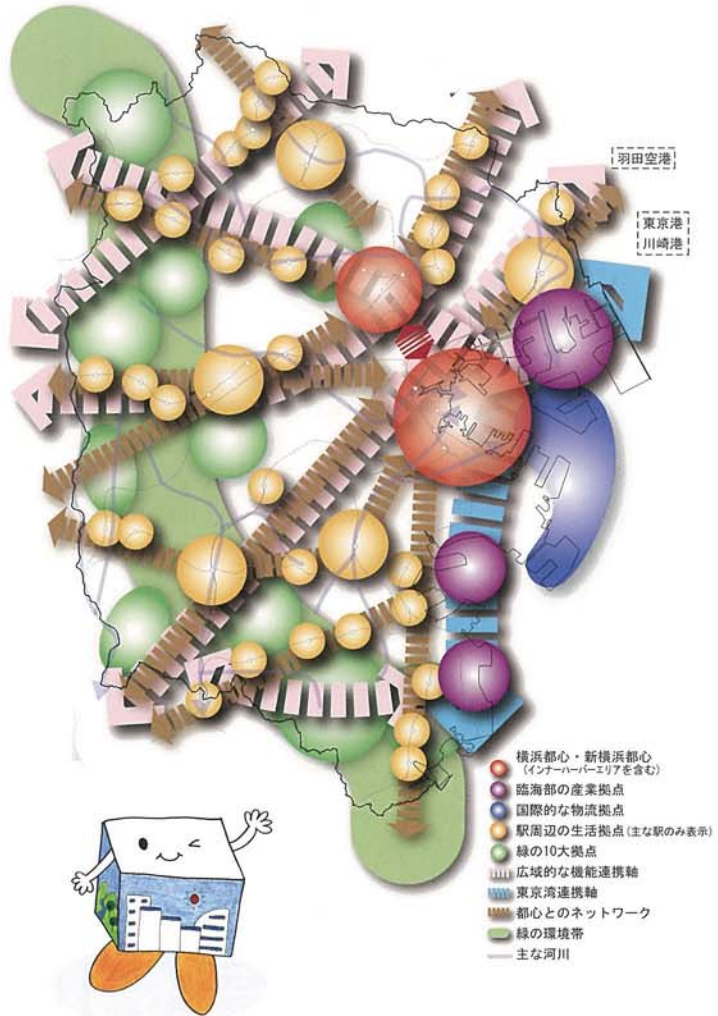 羽田空港
東京港
川崎港
横浜都心・新横浜都心
(インナーハーバーエリアを含む)
臨海部の産業拠点
国際的な物流拠点
駅周辺の生活拠点(主な駅のみ表示)
緑の10大拠点
広域的な機能連携軸
東京湾連携軸
都心とのネットワーク
緑の環境帯
主な河川